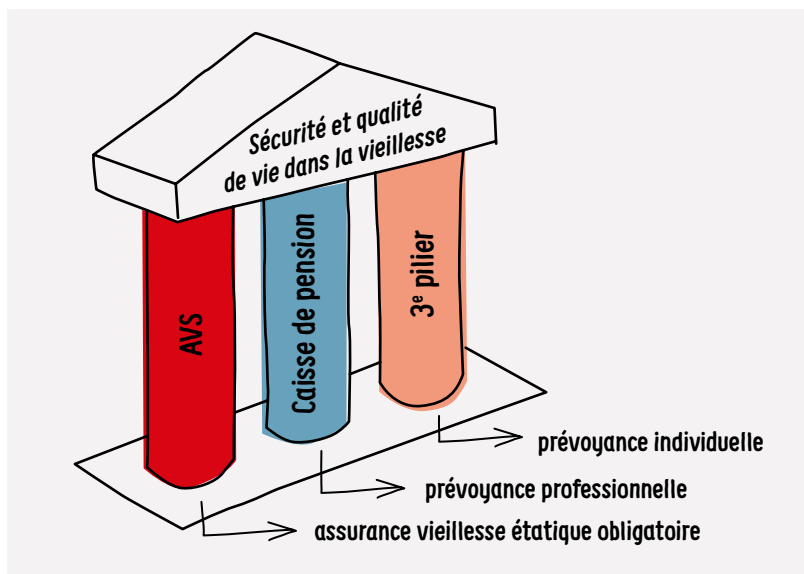 Sécurité et qualité
de vie dans la vieillesse
AVS
Caisse de pension
3e pilier
prévoyance individuelle
prévoyance professionnelle
assurance vieillesse étatique obligatoire